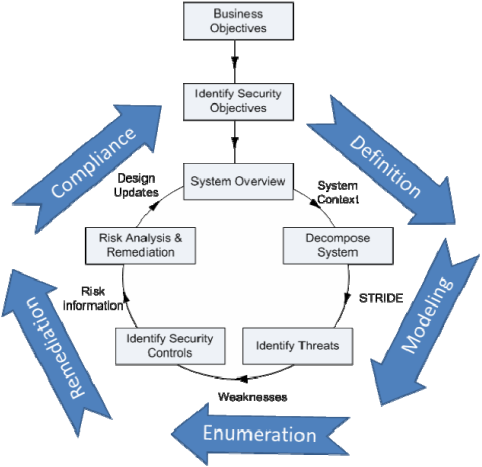 Business
Objectives
Identify Security
Objectives
Compliance
Definition
Design
Updates
System Overview
System
Context
Risk Analysis &
Remediation
Decompose
System
Risk
Information
STRIDE
Modeling
Remediation
Identify Security
Controls
Identify Threats
Weaknesses
Enumeration